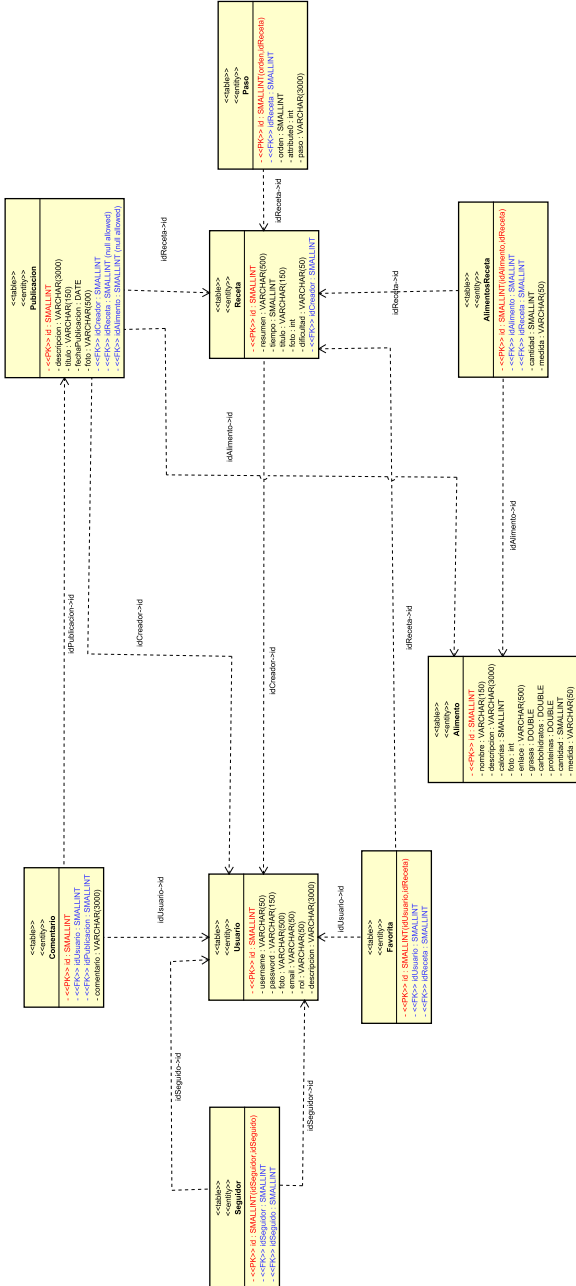 <<table>>
<<entity>>
Paso
- <<PK>> id : SMALLINT(orden,idReceta)
- <<FK>> idReceta : SMALLINT
- orden : SMALLINT
- attribute0 : int
- paso : VARCHAR(3000)
idReceta->id
<<table>>
<<entity>>
Publicacion
- <<PK>> id : SMALLINT
- descripcion : VARCHAR(3000)
- titulo : VARCHAR(150)
- fechaPublicacion : DATE
- foto : VARCHAR(500)
- <<FK>> idCreador : SMALLINT
- <<FK>> idReceta : SMALLINT (null allowed)
- <<FK>> idAlimento : SMALLINT (null allowed)
idReceta->id
<<table>>
<<entity>>
Receta
- <<PK>> id : SMALLINT
- resumen : VARCHAR(500)
- tiempo : SMALLINT
- titulo : VARCHAR(150)
- foto : int
- dificultad : VARCHAR(50)
- <<FK>> idCreador : SMALLINT
idReceta->id
<<table>>
<<entity>>
AlimentosReceta
- <<PK>> id : SMALLINT(idAlimento,idReceta)
- <<FK>> idAlimento : SMALLINT
- <<FK>> idReceta : SMALLINT
- cantidad : SMALLINT
- medida : VARCHAR(50)
idAlimento->id
idAlimento->id
idPublicacion->id
idCreador->id
idCreador->id
idReceta->id
<<table>>
<<entity>>
Alimento
- <<PK>> id : SMALLINT
- nombre : VARCHAR(150)
- descripcion : VARCHAR(3000)
- calorias : SMALLINT
- foto : int
- enlace : VARCHAR(500)
- grasas : DOUBLE
- carbohidratos : DOUBLE
- proteinas : DOUBLE
- cantidad : SMALLINT
- medida : VARCHAR(50)
<<table>>
<<entity>>
Comentario
- <<PK>> id : SMALLINT
- <<FK>> idUsuario : SMALLINT
- <<FK>> idPublicacion : SMALLINT
- comentario : VARCHAR(3000)
idUsuario->id
<<table>>
<<entity>>
Usuario
- <<PK>> id : SMALLINT
- username : VARCHAR(50)
- password : VARCHAR(150)
- foto : VARCHAR(500)
- email : VARCHAR(50)
- rol : VARCHAR(50)
- descripcion : VARCHAR(3000)
idUsuario->id
<<table>>
<<entity>>
Favorita
- <<PK>> id : SMALLINT(idUsuario,idReceta)
- <<FK>> idUsuario : SMALLINT
- <<FK>> idReceta : SMALLINT
idSeguido->id
idSeguidor->id
<<table>>
<<entity>>
Seguidor
- <<PK>> id : SMALLINT(idSeguidor,idSeguido)
- <<FK>> idSeguidor : SMALLINT
- <<FK>> idSeguido : SMALLINT